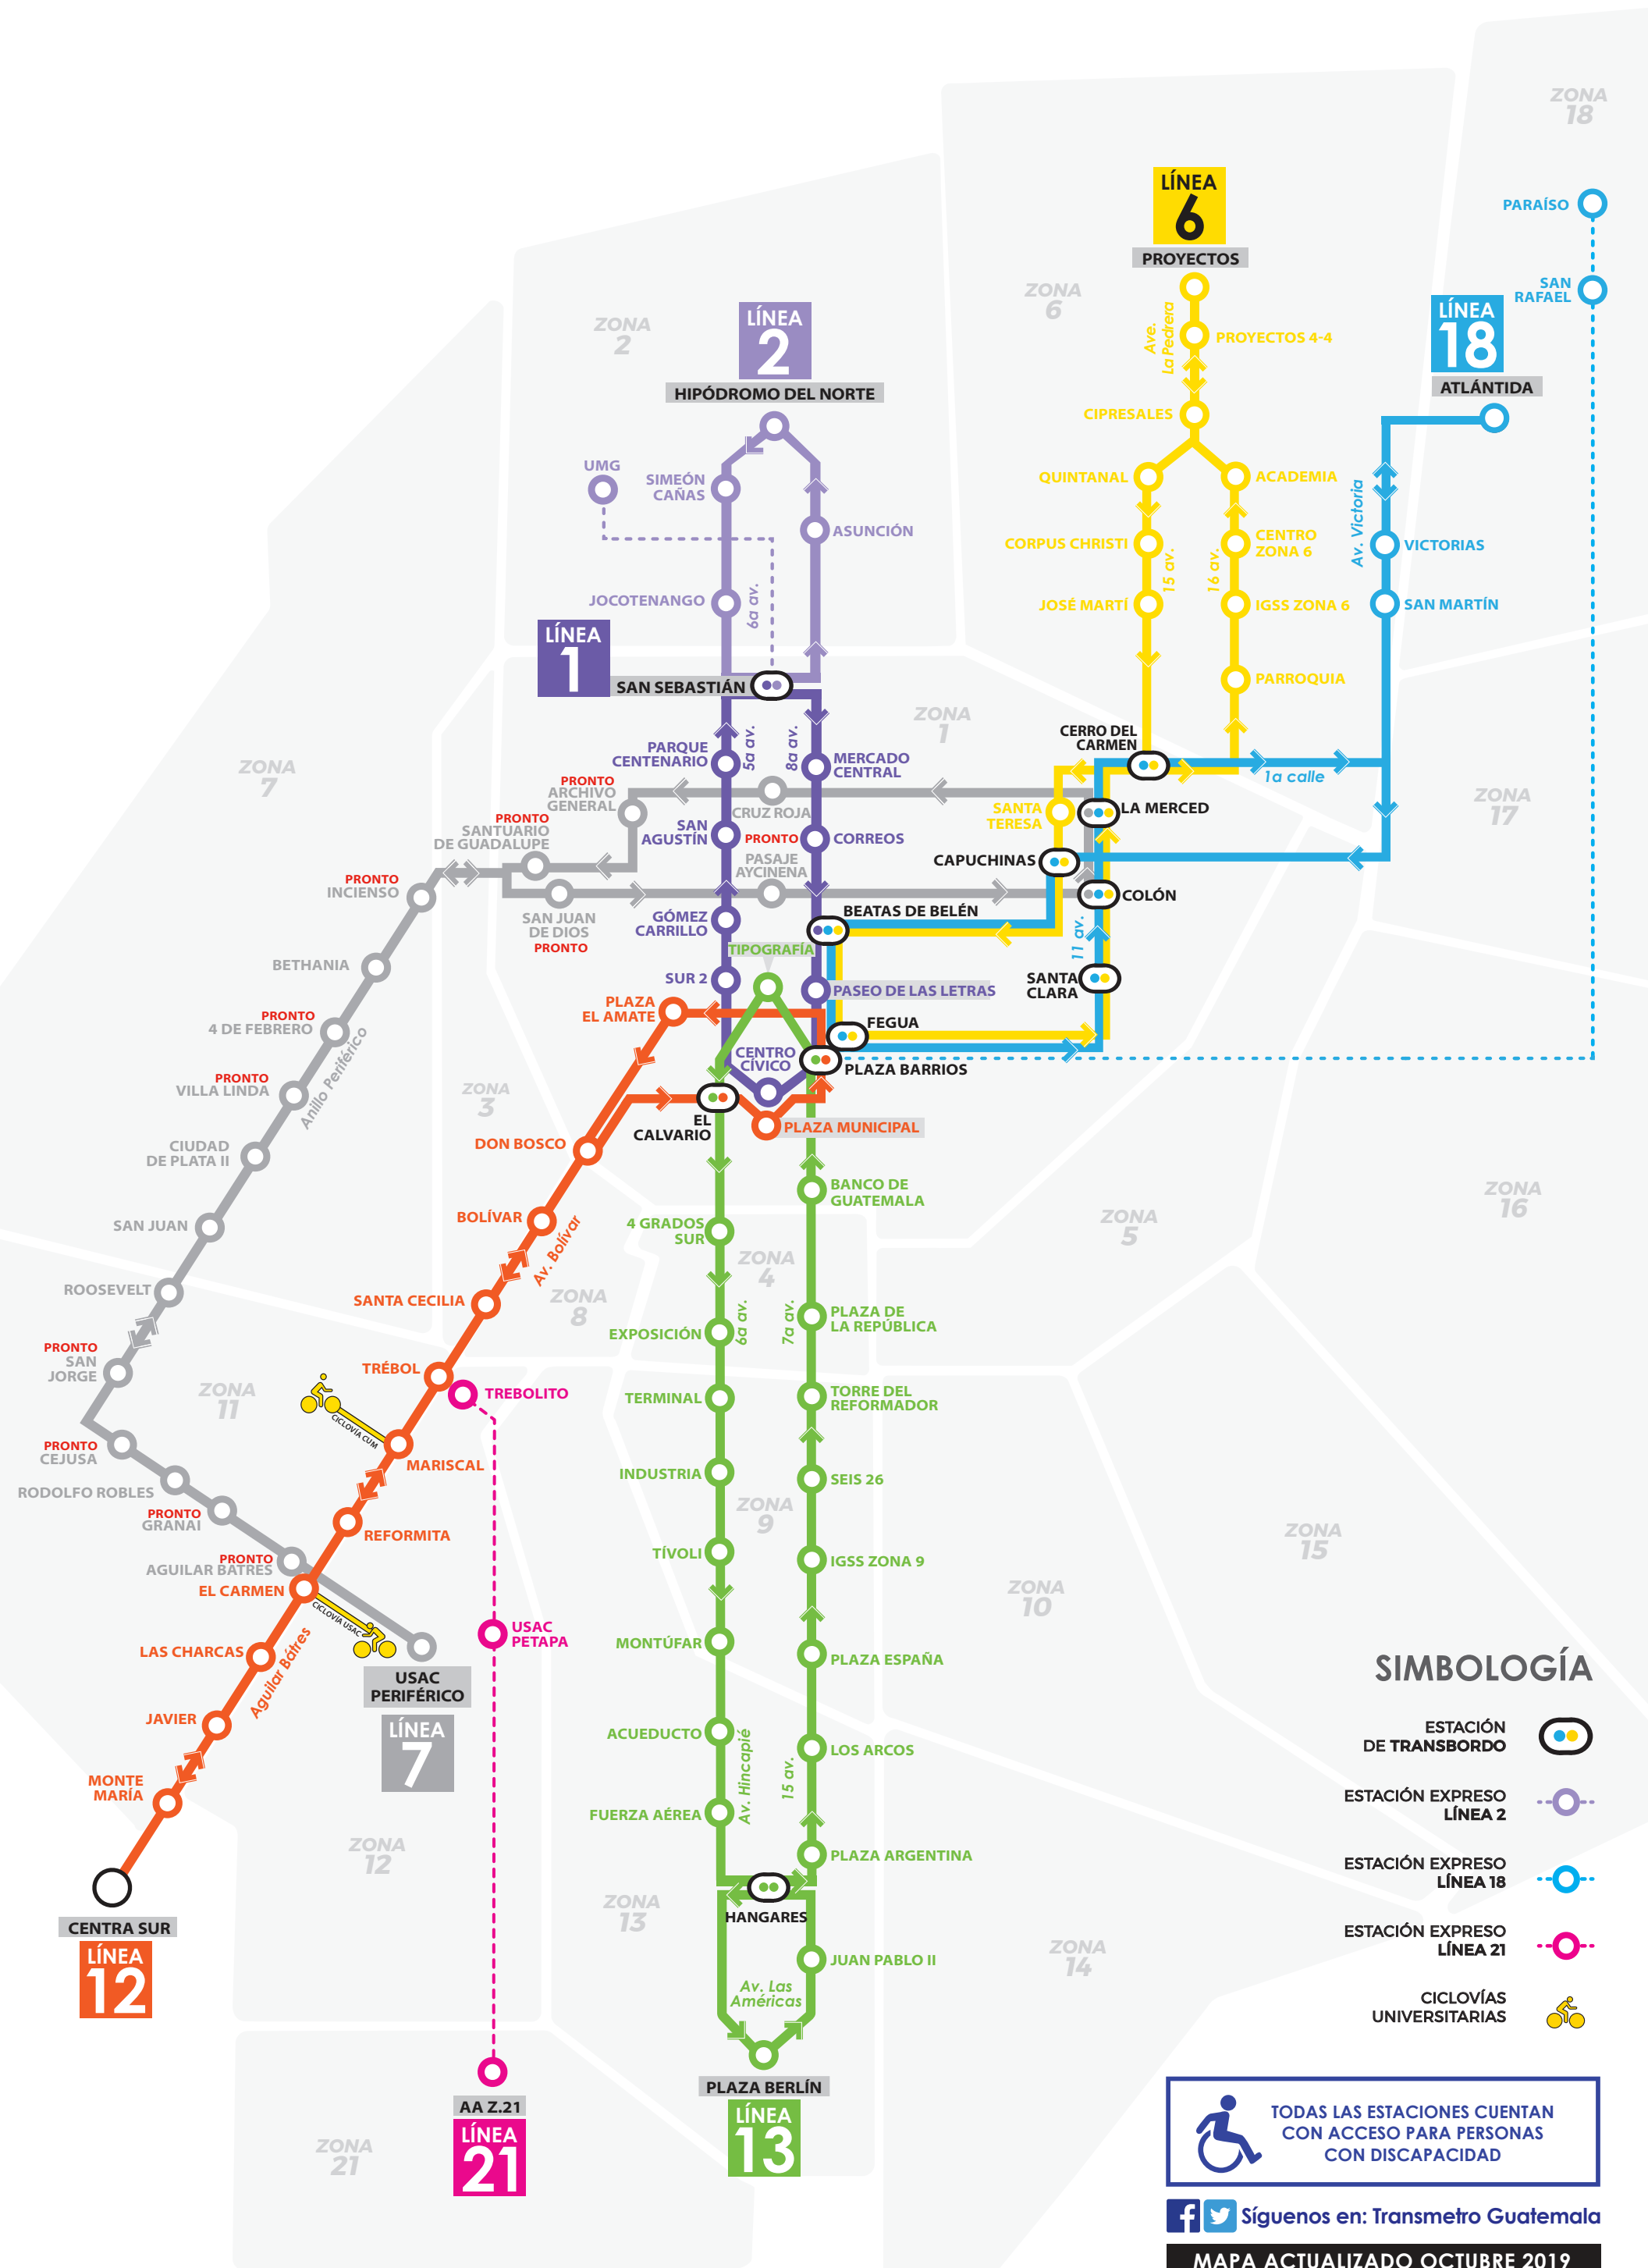 ZONA
18
LÍNEA
6
PROYECTOS
PARAÍSO
SAN
RAFAEL
ZONA
6
Ave.
La Pedrera
PROYECTOS 4-4
LÍNEA
18
ATLÁNTIDA
ZONA
2
LÍNEA
2
HIPÓDROMO DEL NORTE
CIPRESALES
UMG
SIMEÓN
CAÑAS
ASUNCIÓN
QUINTANAL
ACADEMIA
CORPUS CHRISTI
CENTRO
ZONA 6
15 av.
16 av.
Av. Victoria
VICTORIAS
JOCOTENANGO
6a av.
JOSÉ MARTÍ
IGSS ZONA 6
SAN MARTÍN
LÍNEA
1
SAN SEBASTIÁN
PARROQUIA
ZONA
1
ZONA
7
PARQUE
CENTENARIO
5a av.
8a av.
MERCADO
CENTRAL
CERRO DEL
CARMEN
1a calle
ZONA
17
PRONTO
ARCHIVO
GENERAL
CRUZ ROJA
SANTA
TERESA
LA MERCED
PRONTO
SANTUARIO
DE GUADALUPE
SAN
AGUSTÍN
PRONTO
CORREOS
PASAJE
AYCINENA
CAPUCHINAS
PRONTO
INCIENSO
COLÓN
SAN JUAN
DE DIOS
PRONTO
GÓMEZ
CARRILLO
BEATAS DE BELÉN
11 av.
TIPOGRAFÍA
BETHANIA
SUR 2
PASEO DE LAS LETRAS
SANTA
CLARA
PLAZA
EL AMATE
PRONTO
4 DE FEBRERO
FEGUA
Anillo Periférico
CENTRO
CÍVICO
PLAZA BARRIOS
PRONTO
VILLA LINDA
ZONA
3
EL
CALVARIO
PLAZA MUNICIPAL
CIUDAD
DE PLATA II
DON BOSCO
BANCO DE
GUATEMALA
ZONA
16
SAN JUAN
BOLÍVAR
Av. Bolívar
4 GRADOS
SUR
ZONA
5
ZONA
4
ROOSEVELT
SANTA CECILIA
ZONA
8
EXPOSICIÓN
6a av.
7a av.
PLAZA DE
LA REPÚBLICA
PRONTO
SAN
JORGE
TRÉBOL
ZONA
11
TREBOLITO
TERMINAL
TORRE DEL
REFORMADOR
CICLOVÍA CUM
PRONTO
CEJUSA
MARISCAL
INDUSTRIA
SEIS 26
RODOLFO ROBLES
ZONA
9
PRONTO
GRANAI
REFORMITA
ZONA
15
PRONTO
AGUILAR BATRES
TÍVOLI
IGSS ZONA 9
EL CARMEN
CICLOVÍA USAC
ZONA
10
USAC
PETAPA
MONTÚFAR
LAS CHARCAS
Aguilar Bátres
PLAZA ESPAÑA
USAC
PERIFÉRICO
LÍNEA
7
SIMBOLOGÍA
JAVIER
ACUEDUCTO
Av. Hincapié
15 av.
LOS ARCOS
ESTACIÓN
DE TRANSBORDO
MONTE
MARÍA
FUERZA AÉREA
ESTACIÓN EXPRESO
LÍNEA 2
ZONA
12
PLAZA ARGENTINA
ESTACIÓN EXPRESO
LÍNEA 18
ZONA
13
HANGARES
CENTRA SUR
LÍNEA
12
ESTACIÓN EXPRESO
LÍNEA 21
ZONA
14
JUAN PABLO II
Av. Las
Américas
CICLOVÍAS
UNIVERSITARIAS
PLAZA BERLÍN
LÍNEA
13
AA Z.21
LÍNEA
21
ZONA
21
TODAS LAS ESTACIONES CUENTAN
CON ACCESO PARA PERSONAS
CON DISCAPACIDAD
Síguenos en: Transmetro Guatemala
MAPA ACTUALIZADO OCTUBRE 2019